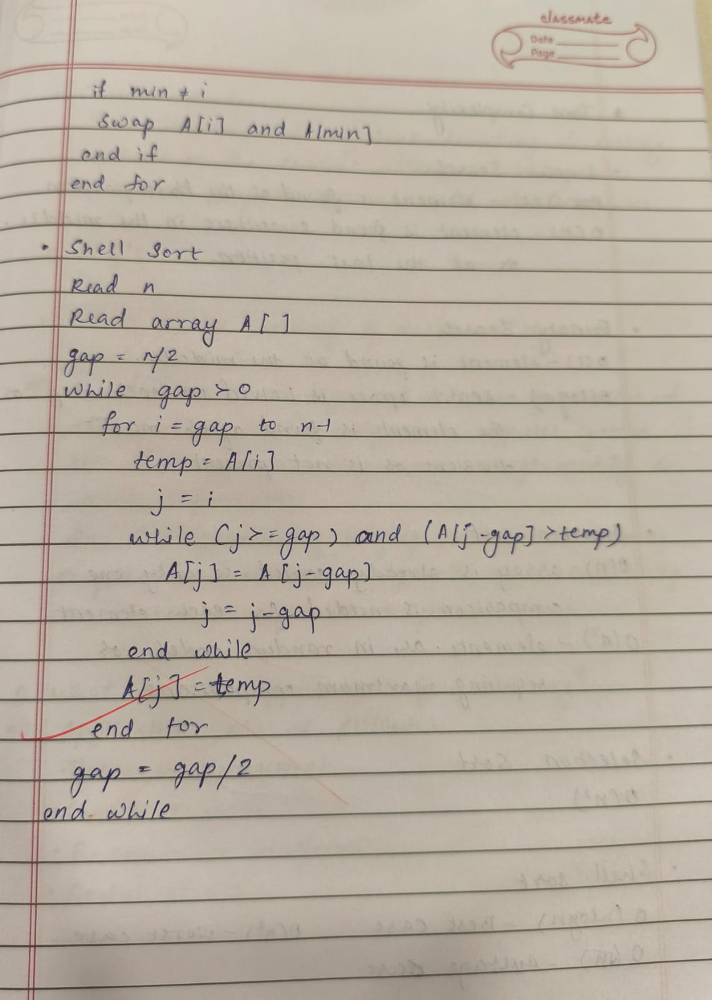 classmate
Date
Page
if min ≠ i
Swap A[i] and A[min]
end if
end for
• Shell Sort
Read n
Read array A[ ]
gap = n/2
while gap > 0
for i = gap to n-1
temp = A[i]
j = i
while (j >= gap) and (A[j-gap] > temp)
A[j] = A[j-gap]
j = j-gap
end while
A[j] = temp
end for
gap = gap/2
end while